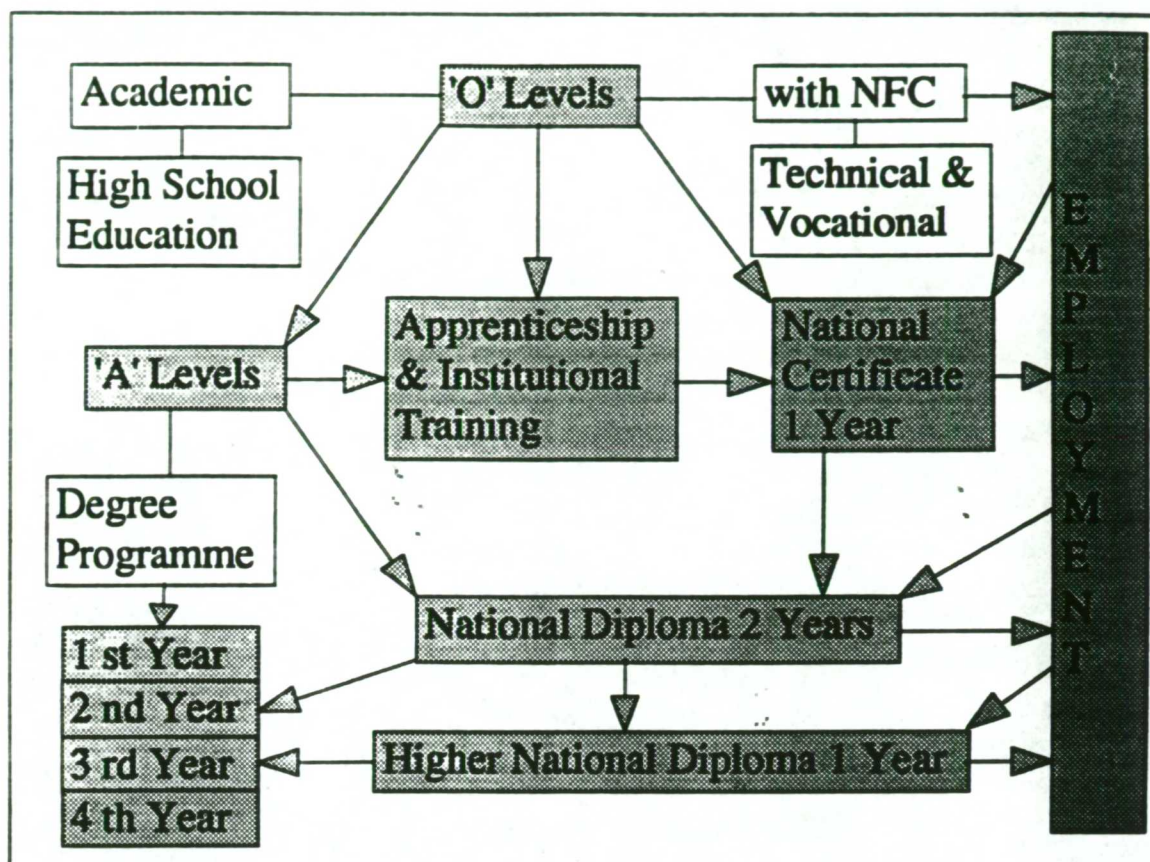 Academic
'O' Levels
with NFC
High School
Education
Technical &
Vocational
Apprenticeship
& Institutional
Training
National
Certificate
1 Year
'A' Levels
Degree
Programme
National Diploma 2 Years
1 st Year
2 nd Year
3 rd Year
4 th Year
Higher National Diploma 1 Year
EMPLOYMENT